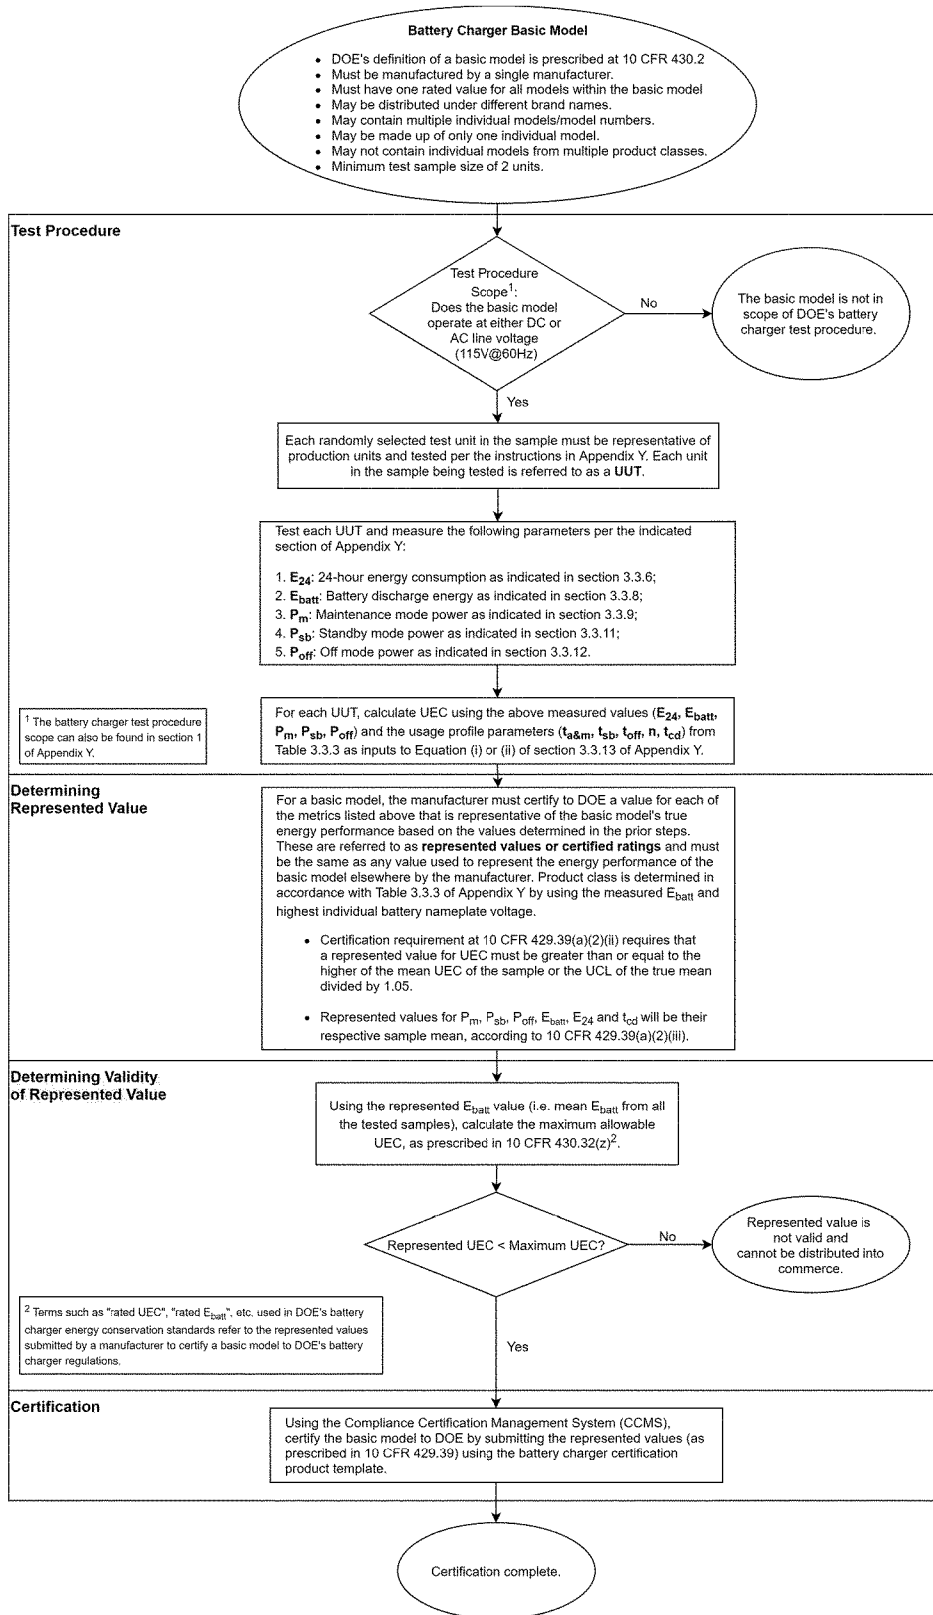 Battery Charger Basic Model
• DOE's definition of a basic model is prescribed at 10 CFR 430.2
• Must be manufactured by a single manufacturer.
• Must have one rated value for all models within the basic model
• May be distributed under different brand names.
• May contain multiple individual models/model numbers.
• May be made up of only one individual model.
• May not contain individual models from multiple product classes.
• Minimum test sample size of 2 units.
Test Procedure
Test Procedure
Scope1:
Does the basic model
operate at either DC or
AC line voltage
(115V@60Hz)
No
The basic model is not in
scope of DOE's battery
charger test procedure.
Yes
Each randomly selected test unit in the sample must be representative of
production units and tested per the instructions in Appendix Y. Each unit
in the sample being tested is referred to as a UUT.
Test each UUT and measure the following parameters per the indicated
section of Appendix Y:
1. E24: 24-hour energy consumption as indicated in section 3.3.6;
2. Ebatt: Battery discharge energy as indicated in section 3.3.8;
3. Pm: Maintenance mode power as indicated in section 3.3.9;
4. Psb: Standby mode power as indicated in section 3.3.11;
5. Poff: Off mode power as indicated in section 3.3.12.
1 The battery charger test procedure
scope can also be found in section 1
of Appendix Y.
For each UUT, calculate UEC using the above measured values (E24, Ebatt,
Pm, Psb, Poff) and the usage profile parameters (ta&m, tsb, toff, n, tcd) from
Table 3.3.3 as inputs to Equation (i) or (ii) of section 3.3.13 of Appendix Y.
Determining
Represented Value
For a basic model, the manufacturer must certify to DOE a value for each of
the metrics listed above that is representative of the basic model's true
energy performance based on the values determined in the prior steps.
These are referred to as represented values or certified ratings and must
be the same as any value used to represent the energy performance of the
basic model elsewhere by the manufacturer. Product class is determined in
accordance with Table 3.3.3 of Appendix Y by using the measured Ebatt and
highest individual battery nameplate voltage.
• Certification requirement at 10 CFR 429.39(a)(2)(ii) requires that
a represented value for UEC must be greater than or equal to the
higher of the mean UEC of the sample or the UCL of the true mean
divided by 1.05.
• Represented values for Pm, Psb, Poff, Ebatt, E24 and tcd will be their
respective sample mean, according to 10 CFR 429.39(a)(2)(iii).
Determining Validity
of Represented Value
Using the represented Ebatt value (i.e. mean Ebatt from all
the tested samples), calculate the maximum allowable
UEC, as prescribed in 10 CFR 430.32(z)2.
Represented UEC < Maximum UEC?
No
Represented value is
not valid and
cannot be distributed into
commerce.
2 Terms such as "rated UEC", "rated Ebatt", etc. used in DOE's battery
charger energy conservation standards refer to the represented values
submitted by a manufacturer to certify a basic model to DOE's battery
charger regulations.
Yes
Certification
Using the Compliance Certification Management System (CCMS),
certify the basic model to DOE by submitting the represented values (as
prescribed in 10 CFR 429.39) using the battery charger certification
product template.
Certification complete.